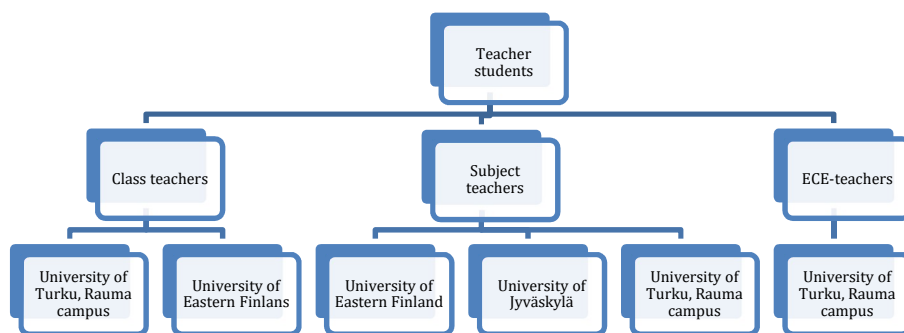 Teacher
students
Class teachers
Subject
teachers
ECE-teachers
University of
Turku, Rauma
campus
University of
Eastern Finlans
University of
Eastern Finland
University of
Jyväskylä
University of
Turku, Rauma
campus
University of
Turku, Rauma
campus